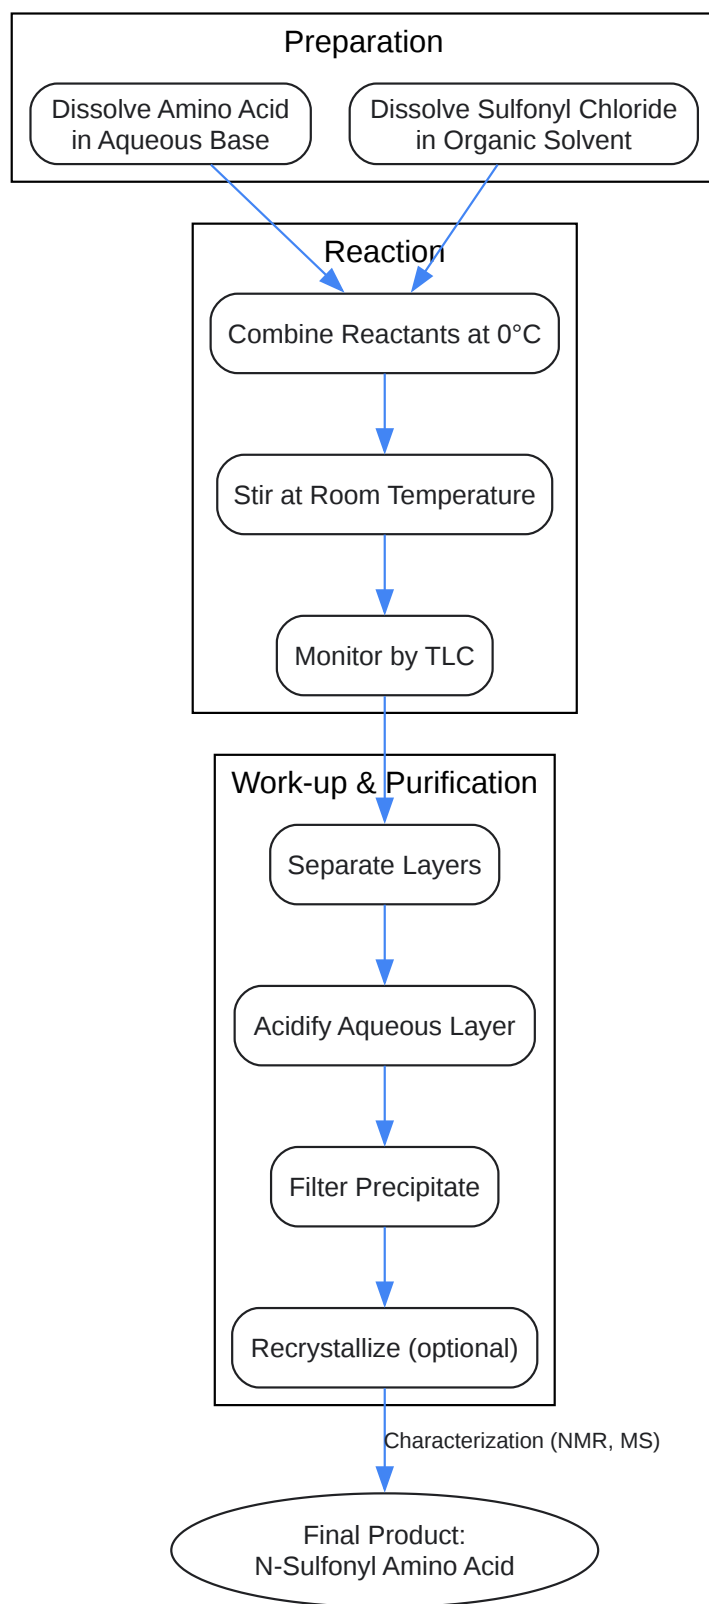 Preparation
Dissolve Amino Acid
in Aqueous Base
Dissolve Sulfonyl Chloride
in Organic Solvent
Reaction
Combine Reactants at 0°C
Stir at Room Temperature
Monitor by TLC
Work-up & Purification
Separate Layers
Acidify Aqueous Layer
Filter Precipitate
Recrystallize (optional)
Characterization (NMR, MS)
Final Product:
N-Sulfonyl Amino Acid